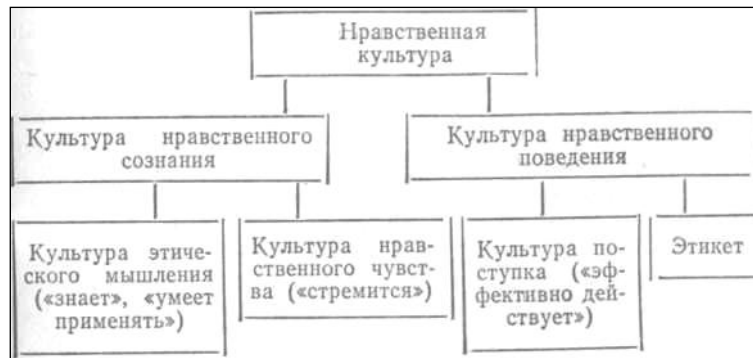 Нравственная
культура
Культура нравственного
сознания
Культура нравственного
поведения
Культура этиче-
ского мышления
(«знает», «умеет
применять»)
Культура нрав-
ственного чувст-
ва («стремится»)
Культура по-
ступка («эф-
фективно дей-
ствует»)
Этикет